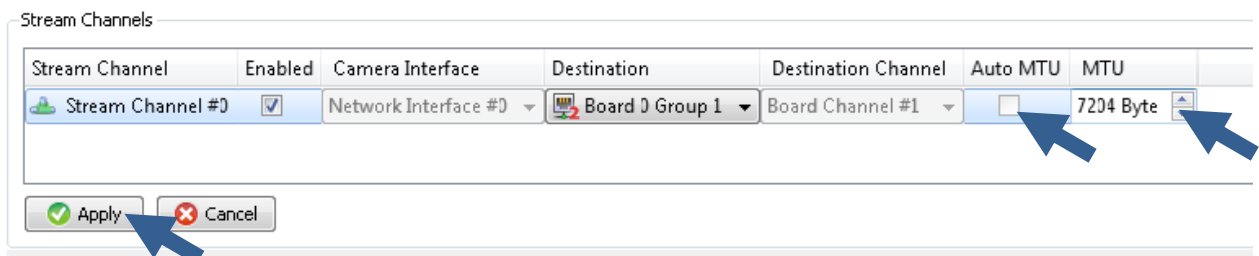 Stream Channels
Stream Channel Enabled Camera Interface Destination Destination Channel Auto MTU MTU
Stream Channel #0 Network Interface #0 2 Board 0 Group 1 Board Channel #1 7204 Byte
Apply Cancel